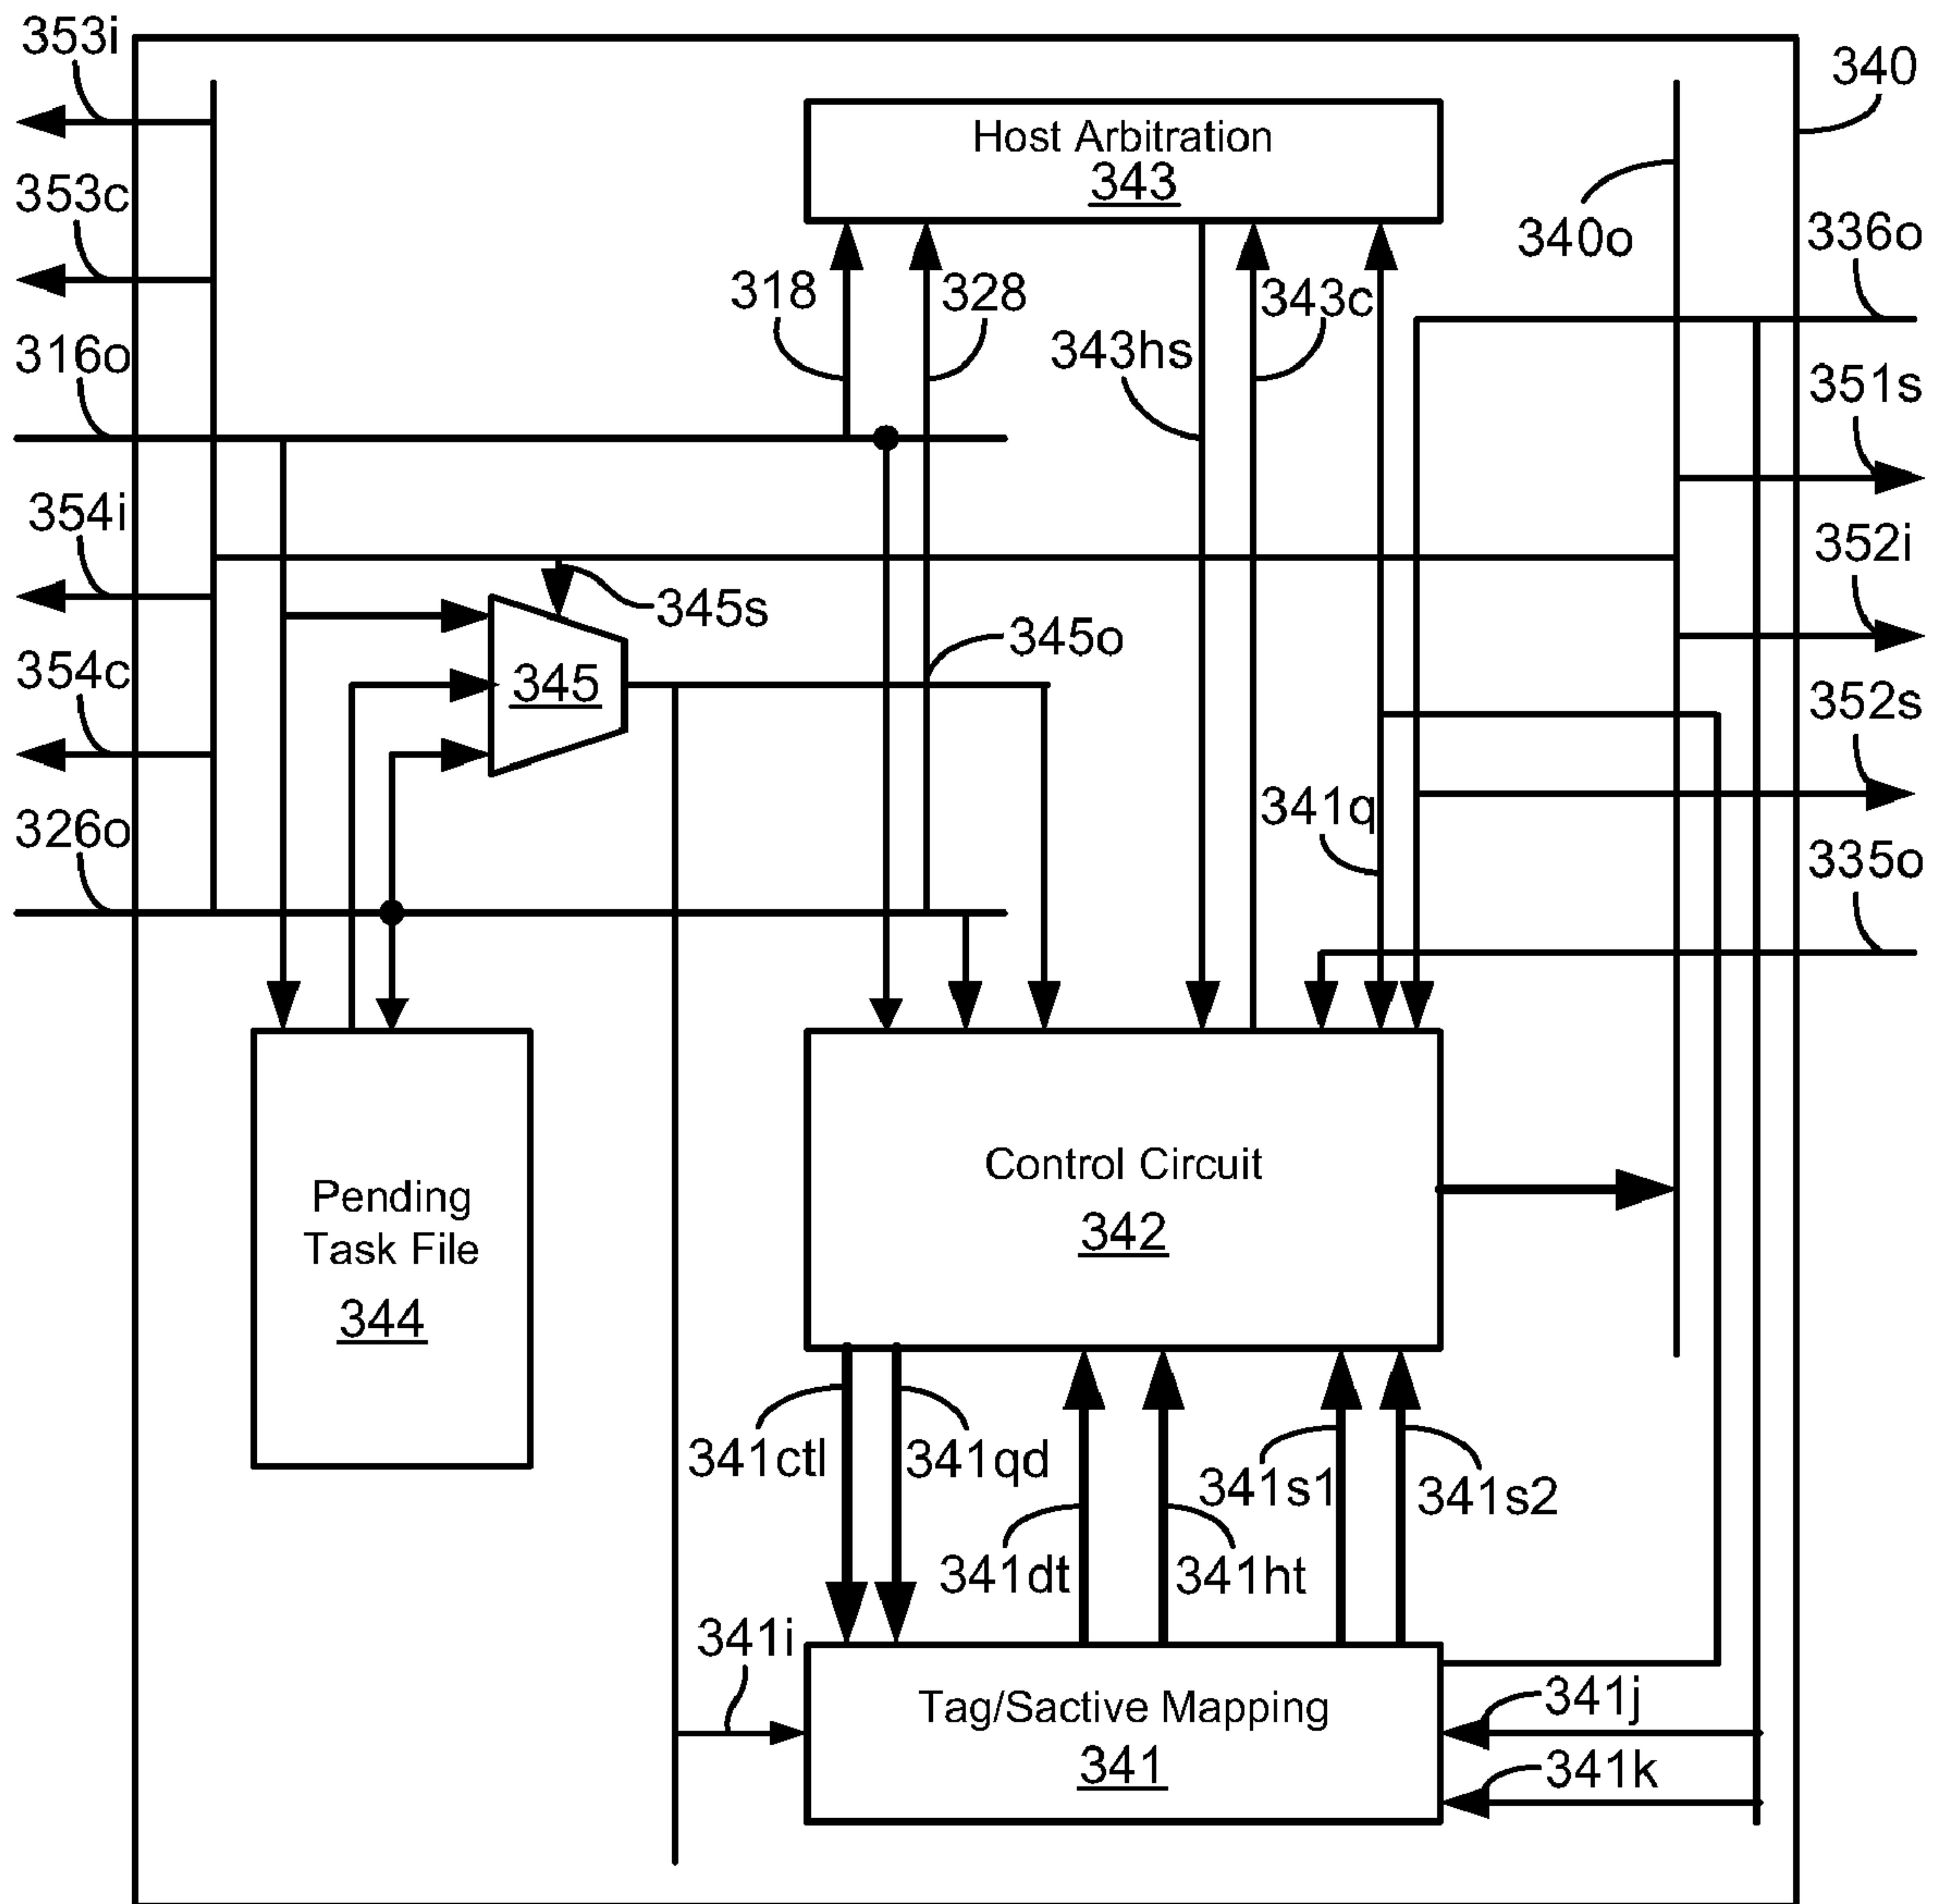 353i
340
Host Arbitration
343
353c
340o
336o
318
328
343c
343hs
316o
351s
354i
352i
345s
345o
345
354c
352s
341q
326o
335o
Control Circuit
342
Pending
Task File
344
341ctl
341qd
341s1
341s2
341dt
341ht
341i
Tag/Sactive Mapping
341
341j
341k